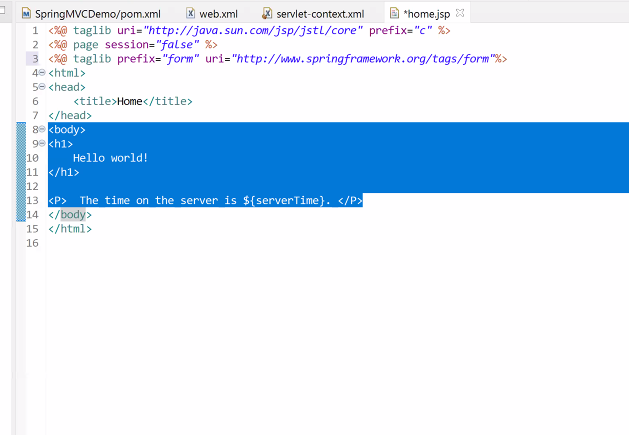 SpringMVCDemo/pom.xml web.xml servlet-context.xml *home.jsp
1 <%@ taglib uri="http://java.sun.com/jsp/jstl/core" prefix="c" %>
2 <%@ page session="false" %>
3 <%@ taglib prefix="form" uri="http://www.springframework.org/tags/form"%>
4 <html>
5 <head>
6     <title>Home</title>
7 </head>
8 <body>
9 <h1>
10     Hello world!
11 </h1>
12
13 <P>  The time on the server is ${serverTime}. </P>
14 </body>
15 </html>
16